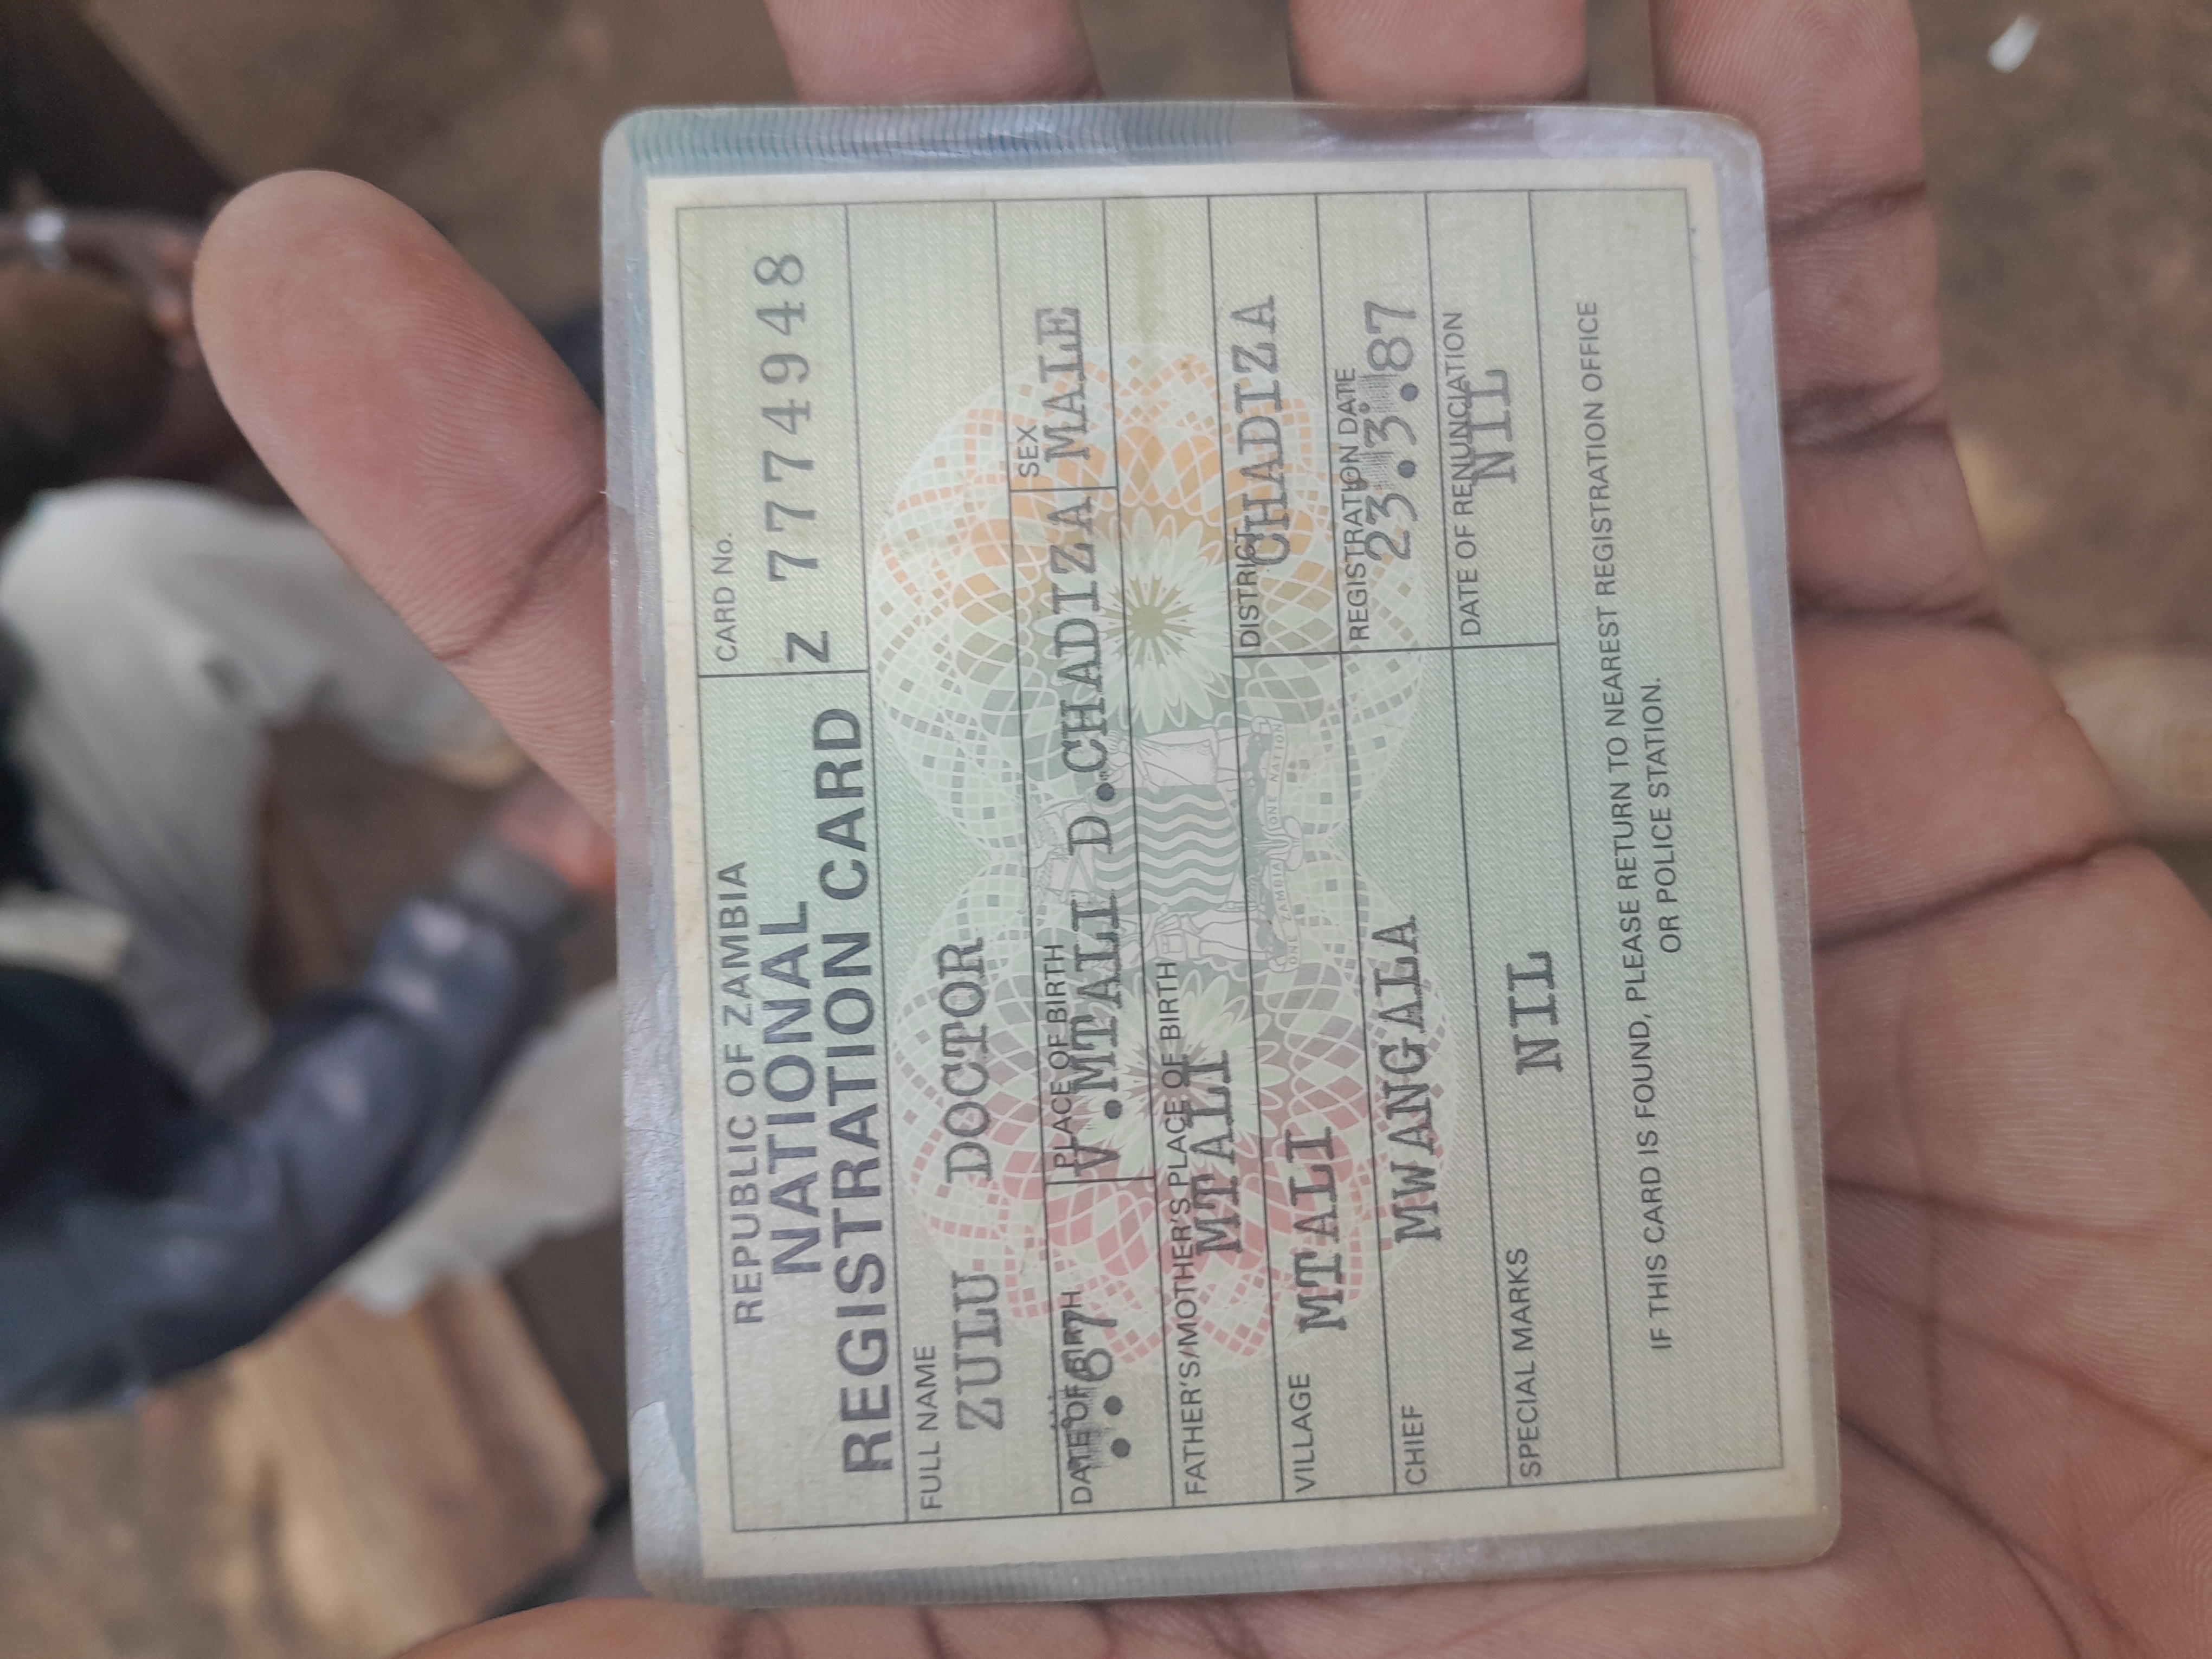 REPUBLIC OF ZAMBIA
NATIONAL
REGISTRATION CARD
CARD No.
Z 7774948
FULL NAME
ZULU DOCTOR
DATE OF BIRTH
..67
PLACE OF BIRTH
V.MTALI D.CHADIZA
SEX
MALE
FATHER'S/MOTHER'S PLACE OF BIRTH
MTALI
VILLAGE
MTALI
DISTRICT
CHADIZA
CHIEF
MWANGALA
REGISTRATION DATE
23.3.87
SPECIAL MARKS
NIL
DATE OF RENUNCIATION
NIL
ONE ZAMBIA ONE NATION
IF THIS CARD IS FOUND, PLEASE RETURN TO NEAREST REGISTRATION OFFICE
OR POLICE STATION.